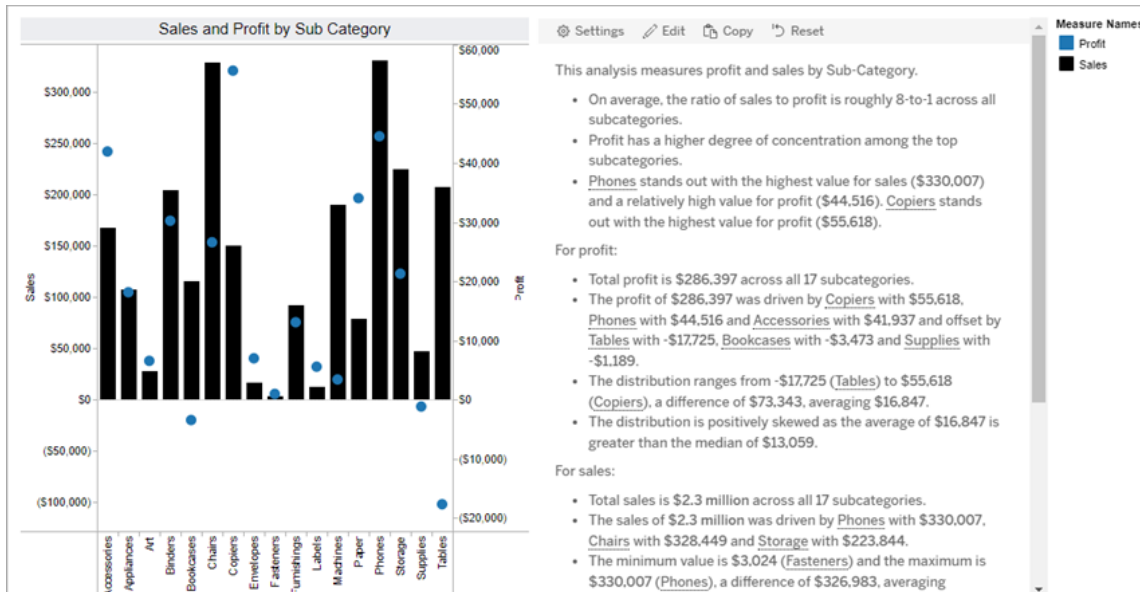 Sales and Profit by Sub Category
$300,000
$250,000
$200,000
$150,000
$100,000
$50,000
$0
($50,000)
($100,000)
Sales
$60,000
$50,000
$40,000
$30,000
$20,000
$10,000
$0
($10,000)
($20,000)
Profit
Accessories
Appliances
Art
Binders
Bookcases
Chairs
Copiers
Envelopes
Fasteners
Furnishings
Labels
Machines
Paper
Phones
Storage
Supplies
Tables
Settings Edit Copy Reset
This analysis measures profit and sales by Sub-Category.
• On average, the ratio of sales to profit is roughly 8-to-1 across all
subcategories.
• Profit has a higher degree of concentration among the top
subcategories.
• Phones stands out with the highest value for sales ($330,007)
and a relatively high value for profit ($44,516). Copiers stands
out with the highest value for profit ($55,618).
For profit:
• Total profit is $286,397 across all 17 subcategories.
• The profit of $286,397 was driven by Copiers with $55,618,
Phones with $44,516 and Accessories with $41,937 and offset by
Tables with -$17,725, Bookcases with -$3,473 and Supplies with
-$1,189.
• The distribution ranges from -$17,725 (Tables) to $55,618
(Copiers), a difference of $73,343, averaging $16,847.
• The distribution is positively skewed as the average of $16,847 is
greater than the median of $13,059.
For sales:
• Total sales is $2.3 million across all 17 subcategories.
• The sales of $2.3 million was driven by Phones with $330,007,
Chairs with $328,449 and Storage with $223,844.
• The minimum value is $3,024 (Fasteners) and the maximum is
$330,007 (Phones), a difference of $326,983, averaging
Measure Names
Profit
Sales